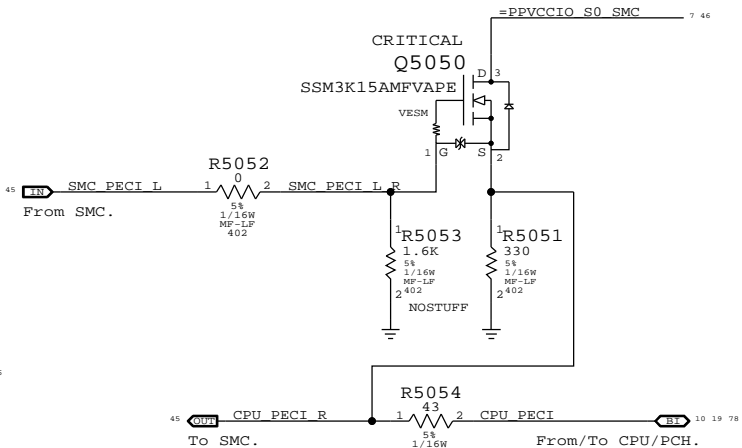 =PPVCCIO S0 SMC
7 46
CRITICAL
Q5050
SSM3K15AMFVAPE
VESM
D 3
1 G S 2
R5052
0
45 IN SMC_PECI_L 1 2 SMC_PECI_L_R
From SMC.
5%
1/16W
MF-LF
402
1 R5053
1.6K
5%
1/16W
MF-LF
402
2
NOSTUFF
1 R5051
330
5%
1/16W
MF-LF
402
2
R5054
43
45 OUT CPU_PECI_R 1 2 CPU_PECI BI 10 19 78
To SMC.
5%
1/16W
From/To CPU/PCH.